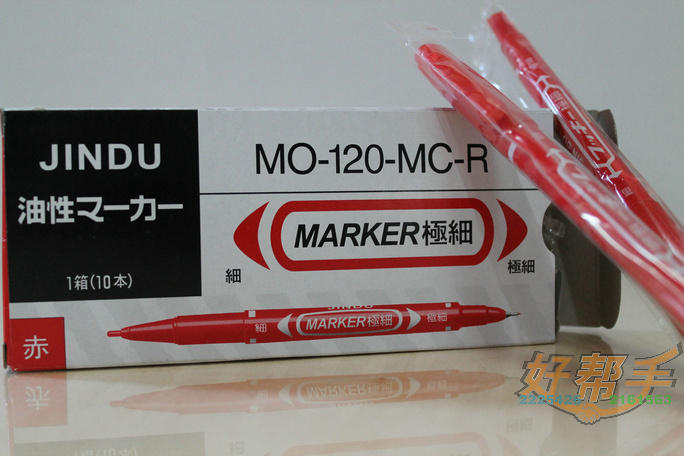 JINDU
油性マーカー
1箱(10本)
赤
MO-120-MC-R
MARKER極細
細
極細
JINDU
細
MARKER極細
極細
好帮手